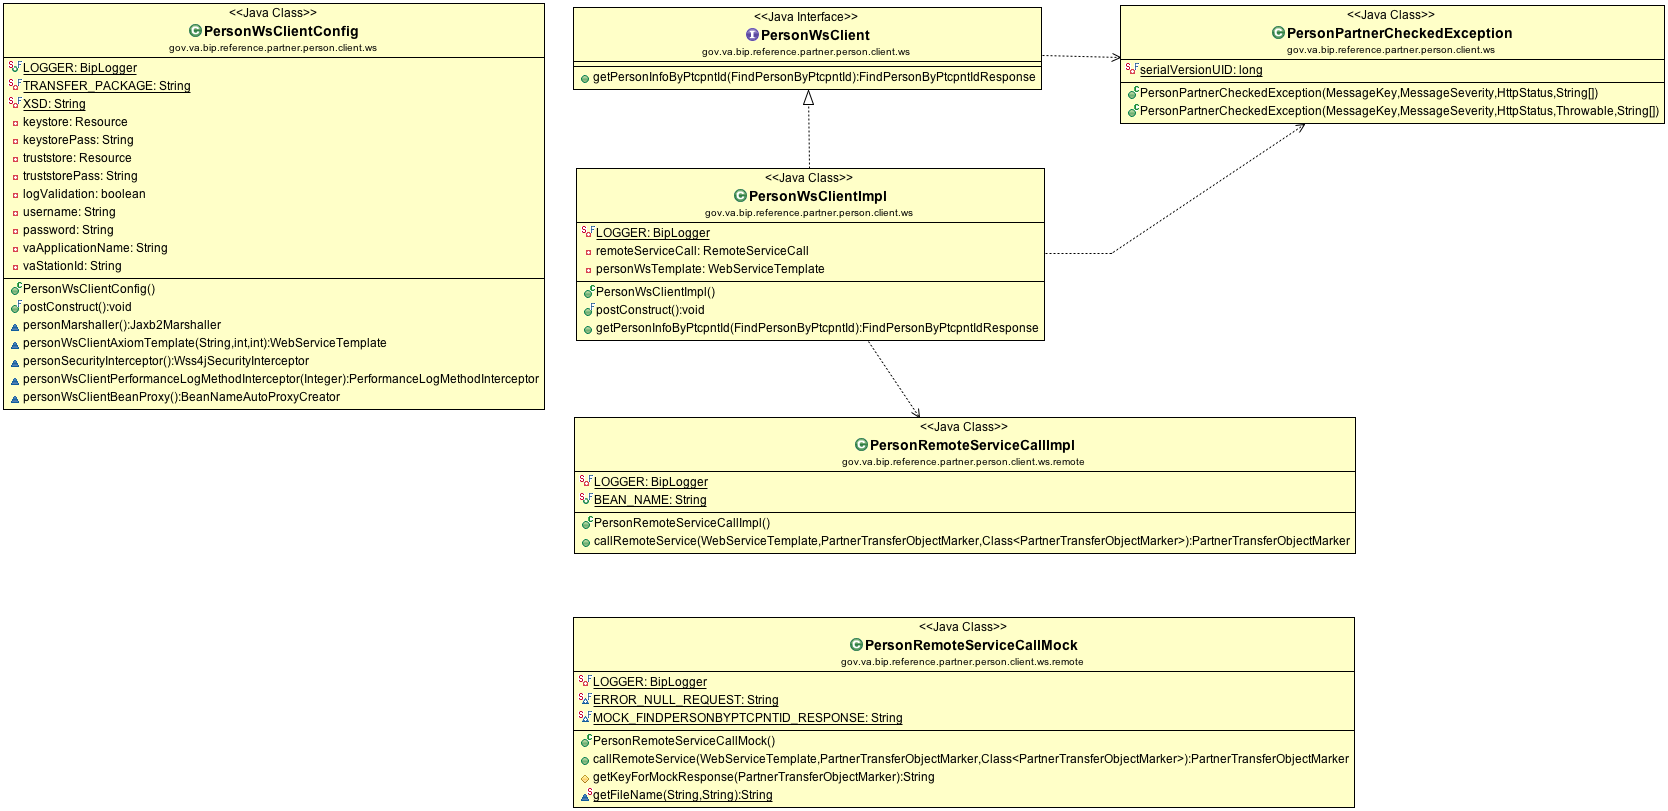 <<Java Class>>
PersonWsClientConfig
gov.va.bip.reference.partner.person.client.ws
LOGGER: BipLogger
TRANSFER_PACKAGE: String
XSD: String
keystore: Resource
keystorePass: String
truststore: Resource
truststorePass: String
logValidation: boolean
username: String
password: String
vaApplicationName: String
vaStationId: String
PersonWsClientConfig()
postConstruct():void
personMarshaller():Jaxb2Marshaller
personWsClientAxiomTemplate(String,int,int):WebServiceTemplate
personSecurityInterceptor():Wss4jSecurityInterceptor
personWsClientPerformanceLogMethodInterceptor(Integer):PerformanceLogMethodInterceptor
personWsClientBeanProxy():BeanNameAutoProxyCreator
<<Java Interface>>
PersonWsClient
gov.va.bip.reference.partner.person.client.ws
getPersonInfoByPtcpntId(FindPersonByPtcpntId):FindPersonByPtcpntIdResponse
<<Java Class>>
PersonPartnerCheckedException
gov.va.bip.reference.partner.person.client.ws
serialVersionUID: long
PersonPartnerCheckedException(MessageKey,MessageSeverity,HttpStatus,String[])
PersonPartnerCheckedException(MessageKey,MessageSeverity,HttpStatus,Throwable,String[])
<<Java Class>>
PersonWsClientImpl
gov.va.bip.reference.partner.person.client.ws
LOGGER: BipLogger
remoteServiceCall: RemoteServiceCall
personWsTemplate: WebServiceTemplate
PersonWsClientImpl()
postConstruct():void
getPersonInfoByPtcpntId(FindPersonByPtcpntId):FindPersonByPtcpntIdResponse
<<Java Class>>
PersonRemoteServiceCallImpl
gov.va.bip.reference.partner.person.client.ws.remote
LOGGER: BipLogger
BEAN_NAME: String
PersonRemoteServiceCallImpl()
callRemoteService(WebServiceTemplate,PartnerTransferObjectMarker,Class<PartnerTransferObjectMarker>):PartnerTransferObjectMarker
<<Java Class>>
PersonRemoteServiceCallMock
gov.va.bip.reference.partner.person.client.ws.remote
LOGGER: BipLogger
ERROR_NULL_REQUEST: String
MOCK_FINDPERSONBYPTCPNTID_RESPONSE: String
PersonRemoteServiceCallMock()
callRemoteService(WebServiceTemplate,PartnerTransferObjectMarker,Class<PartnerTransferObjectMarker>):PartnerTransferObjectMarker
getKeyForMockResponse(PartnerTransferObjectMarker):String
getFileName(String,String):String